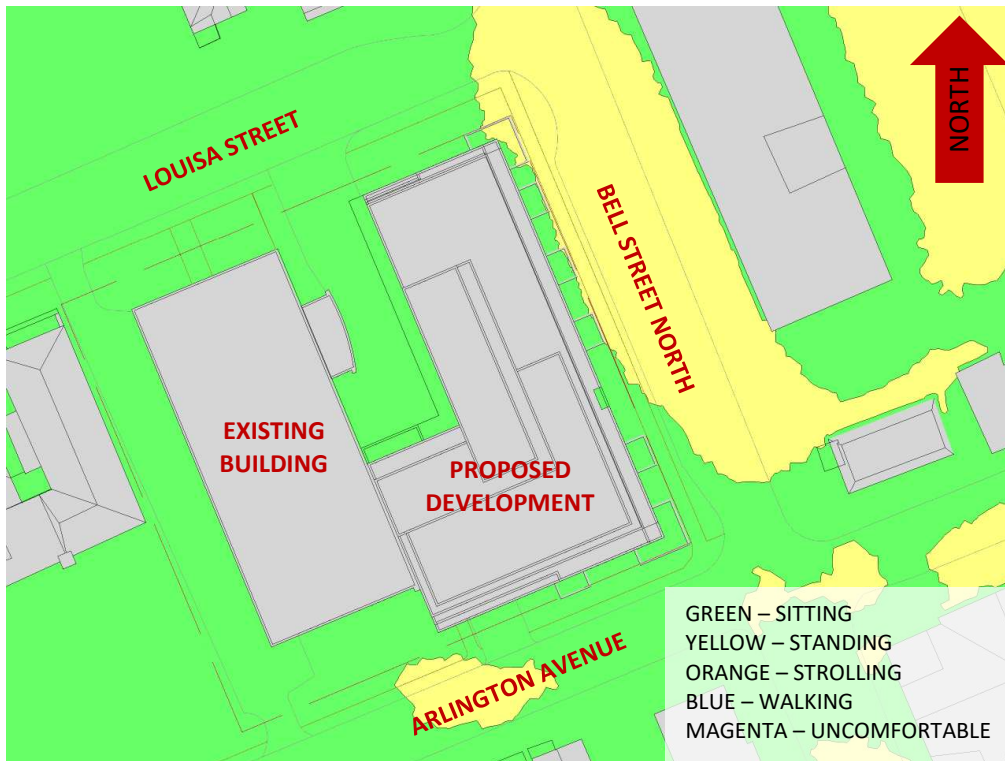 NORTH
LOUISA STREET
BELL STREET NORTH
EXISTING
BUILDING
PROPOSED
DEVELOPMENT
ARLINGTON AVENUE
GREEN – SITTING
YELLOW – STANDING
ORANGE – STROLLING
BLUE – WALKING
MAGENTA – UNCOMFORTABLE